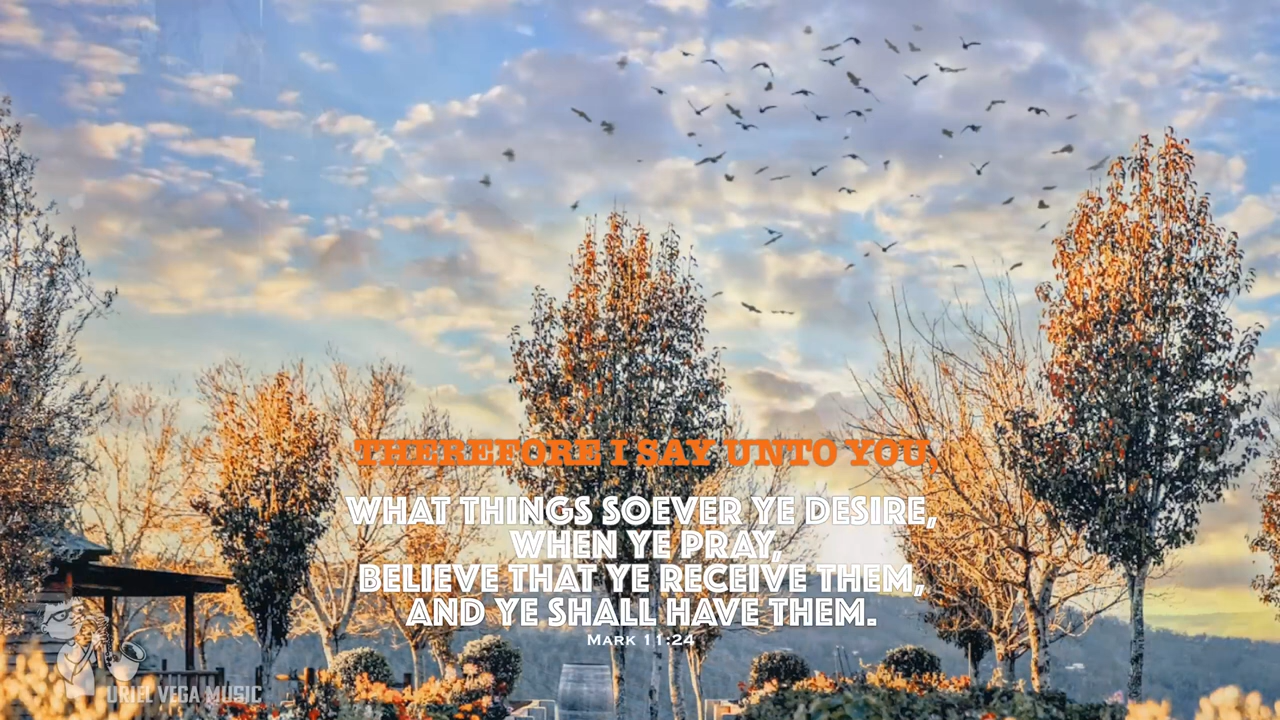 THEREFORE I SAY UNTO YOU,
WHAT THINGS SOEVER YE DESIRE,
WHEN YE PRAY,
BELIEVE THAT YE RECEIVE THEM,
AND YE SHALL HAVE THEM.
Mark 11:24
URIEL VEGA MUSIC